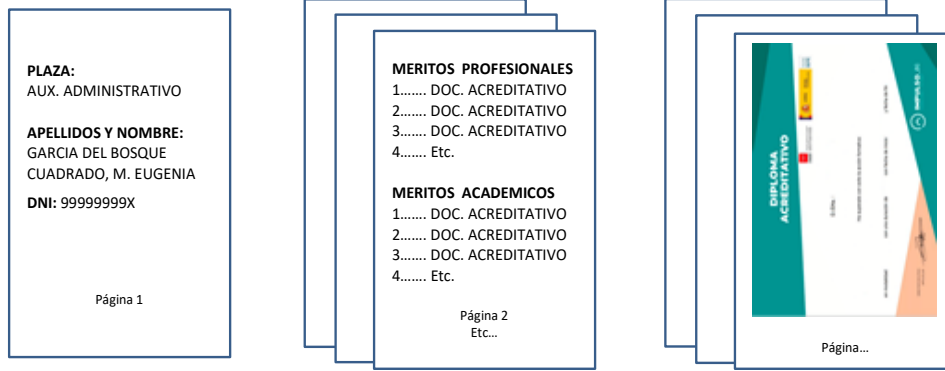 PLAZA:
AUX. ADMINISTRATIVO
APELLIDOS Y NOMBRE:
GARCIA DEL BOSQUE
CUADRADO, M. EUGENIA
DNI: 99999999X
Página 1
MERITOS PROFESIONALES
1....... DOC. ACREDITATIVO
2....... DOC. ACREDITATIVO
3....... DOC. ACREDITATIVO
4....... Etc.
MERITOS ACADEMICOS
1....... DOC. ACREDITATIVO
2....... DOC. ACREDITATIVO
3....... DOC. ACREDITATIVO
4....... Etc.
Página 2
Etc...
DIPLOMA
ACREDITATIVO
IMPULSO
Página...